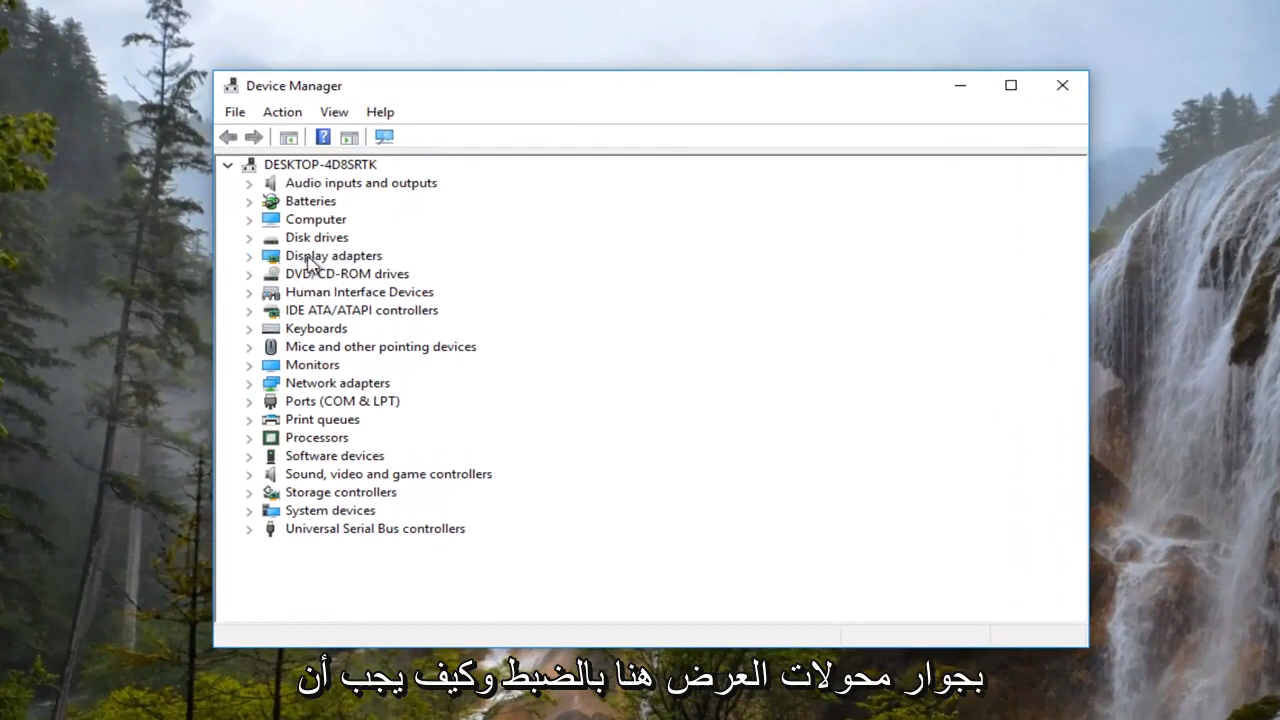 Device Manager
File Action View Help
DESKTOP-4D8SRTK
Audio inputs and outputs
Batteries
Computer
Disk drives
Display adapters
DVD/CD-ROM drives
Human Interface Devices
IDE ATA/ATAPI controllers
Keyboards
Mice and other pointing devices
Monitors
Network adapters
Ports (COM & LPT)
Print queues
Processors
Software devices
Sound, video and game controllers
Storage controllers
System devices
Universal Serial Bus controllers
بجوار محولات العرض هنا بالضبط وكيف يجب أن